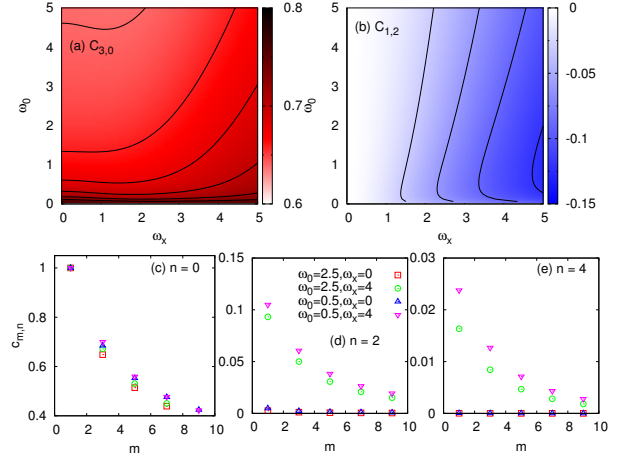 5
4
3
2
1
0
ω₀
(a) C₃,₀
0 1 2 3 4 5
ωₓ
0.8
0.7
0.6
5
4
3
2
1
0
ω₀
(b) C₁,₂
0 1 2 3 4 5
ωₓ
0
−0.05
−0.1
−0.15
1
0.8
0.6
0.4
cₘ,ₙ
(c) n = 0
0 2 4 6 8 10
m
0.15
0.1
0.05
0
ω₀=2.5,ωₓ=0
ω₀=2.5,ωₓ=4
ω₀=0.5,ωₓ=0
ω₀=0.5,ωₓ=4
(d) n = 2
0 2 4 6 8 10
m
0.03
0.02
0.01
0
(e) n = 4
0 2 4 6 8 10
m